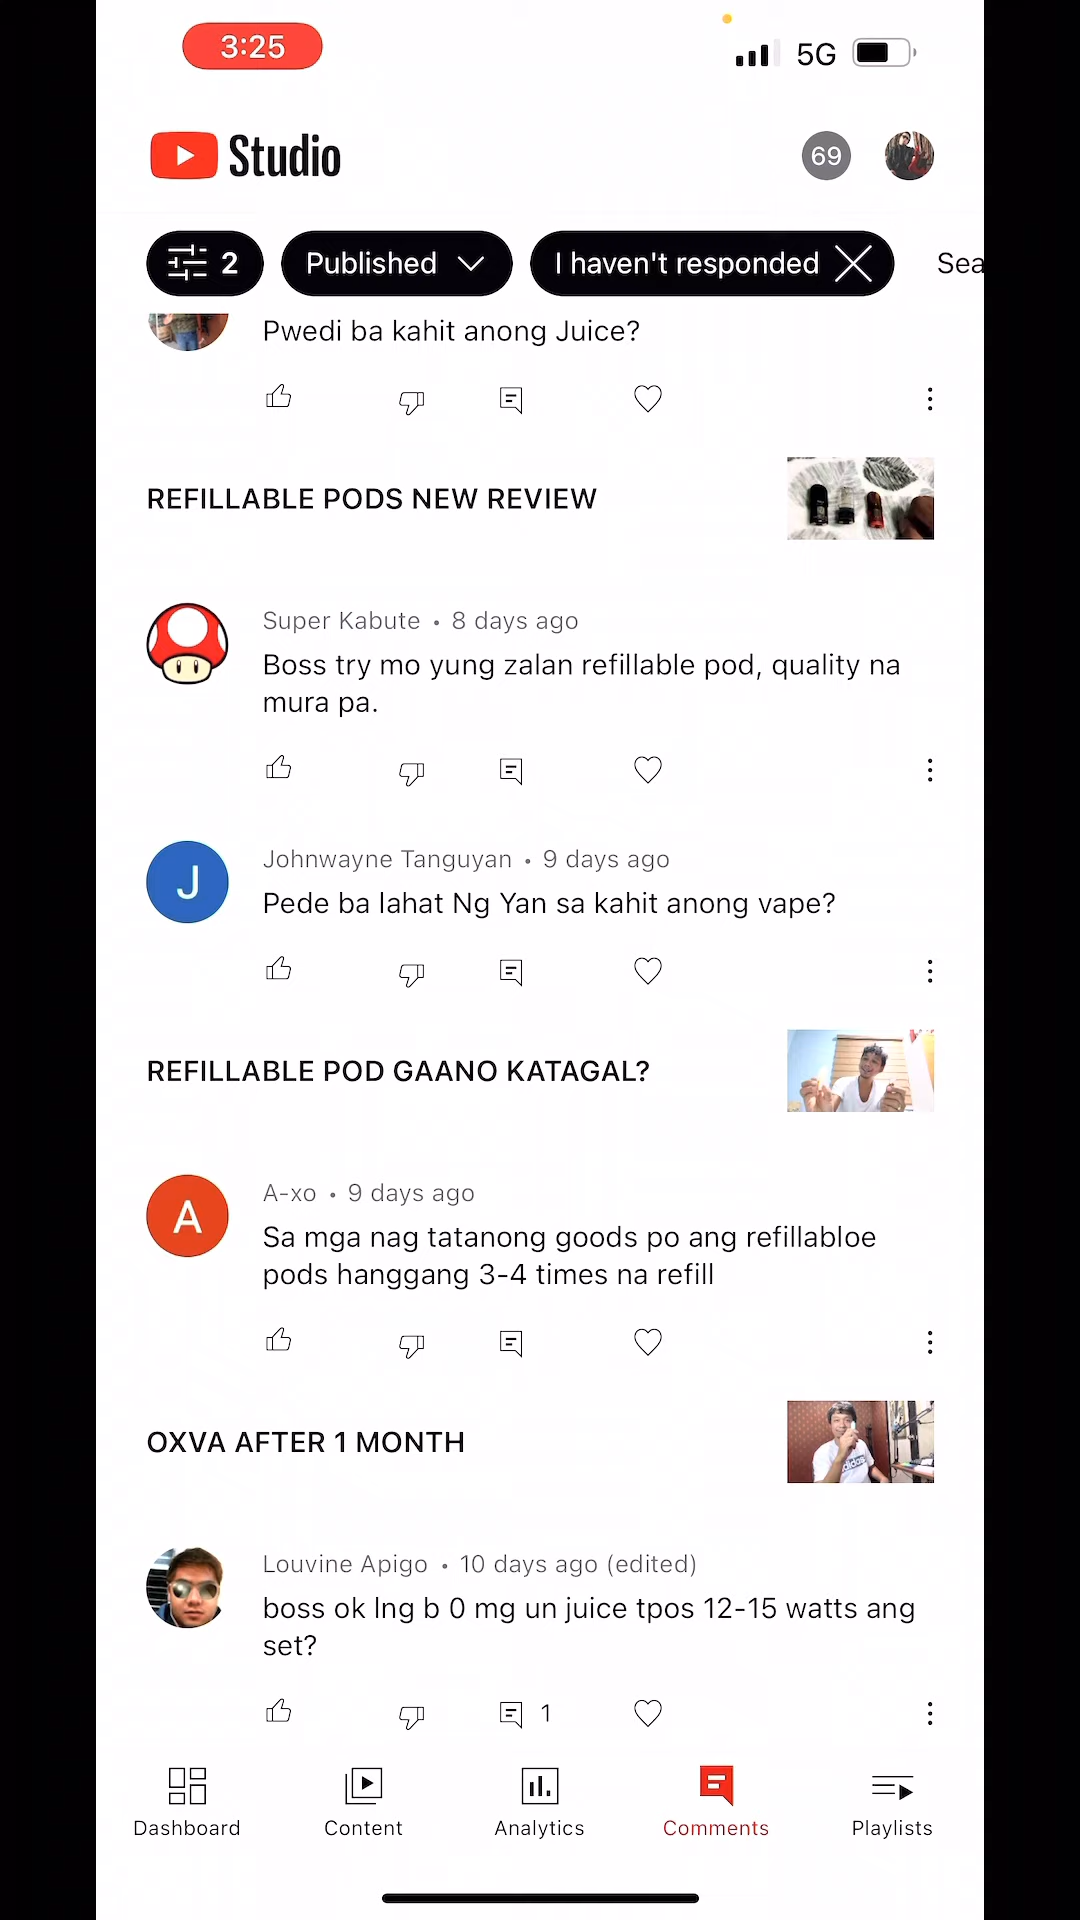 3:25
5G
Studio
69
2
Published
I haven't responded
Sea
Pwedi ba kahit anong Juice?
REFILLABLE PODS NEW REVIEW
Super Kabute • 8 days ago
Boss try mo yung zalan refillable pod, quality na
mura pa.
J
Johnwayne Tanguyan • 9 days ago
Pede ba lahat Ng Yan sa kahit anong vape?
REFILLABLE POD GAANO KATAGAL?
A
A-xo • 9 days ago
Sa mga nag tatanong goods po ang refillabloe
pods hanggang 3-4 times na refill
OXVA AFTER 1 MONTH
adidas
Louvine Apigo • 10 days ago (edited)
boss ok lng b 0 mg un juice tpos 12-15 watts ang
set?
1
Dashboard
Content
Analytics
Comments
Playlists